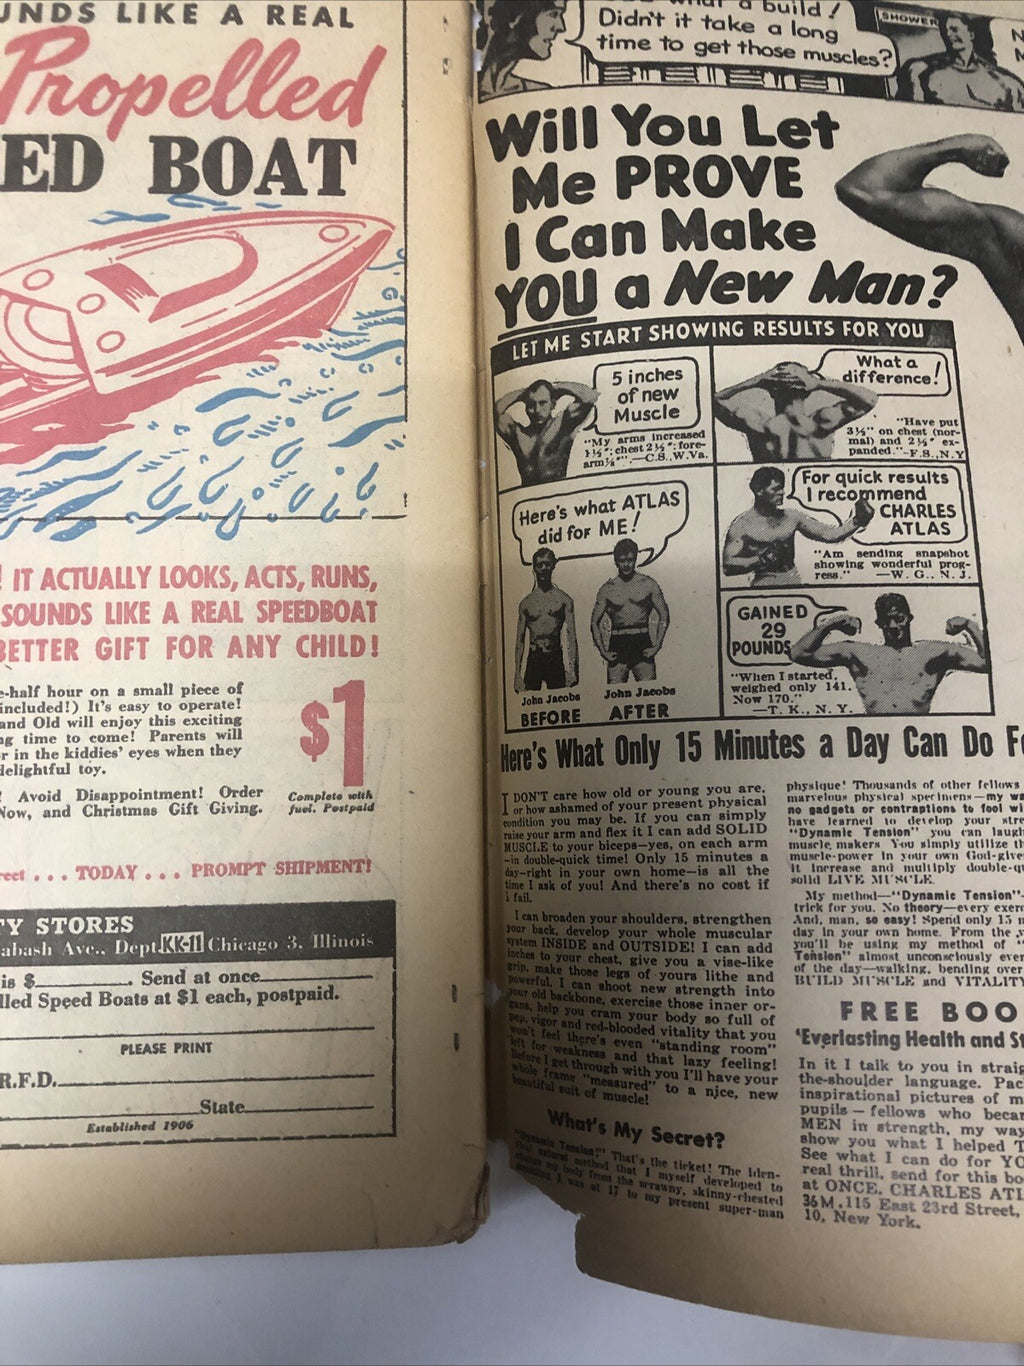 UNDS LIKE A REAL
Propelled
ED BOAT
! IT ACTUALLY LOOKS, ACTS, RUNS,
SOUNDS LIKE A REAL SPEEDBOAT
BETTER GIFT FOR ANY CHILD!
e-half hour on a small piece of
included!) It's easy to operate!
and Old will enjoy this exciting
ng time to come! Parents will
r in the kiddies' eyes when they
delightful toy.
! Avoid Disappointment! Order
Now, and Christmas Gift Giving.
$1
Complete with
fuel. Postpaid
reet . . . TODAY . . . PROMPT SHIPMENT!
TY STORES
abash Ave., Dept. KK-11 Chicago 3, Illinois
is $ . Send at once
lled Speed Boats at $1 each, postpaid.
PLEASE PRINT
R.F.D.
State
Established 1906
what a build!
Didn't it take a long
time to get those muscles?
SHOWER
Will You Let
Me PROVE
I Can Make
YOU a New Man?
LET ME START SHOWING RESULTS FOR YOU
5 inches
of new
Muscle
"My arms increased
1½"; chest 2½"; fore-
arm ⅞"."—C.S., W. Va.
What a
difference!
"Have put
3½" on chest (nor-
mal) and 2½" ex-
panded."—F.S., N.Y
Here's what ATLAS
did for ME!
John Jacobs
BEFORE
John Jacobs
AFTER
For quick results
I recommend
CHARLES
ATLAS
"Am sending snapshot
showing wonderful prog-
ress." —W. G., N. J.
GAINED
29
POUNDS
"When I started,
weighed only 141.
Now 170."
—T. K., N. Y.
Here's What Only 15 Minutes a Day Can Do F
I DON'T care how old or young you are,
or how ashamed of your present physical
condition you may be. If you can simply
raise your arm and flex it I can add SOLID
MUSCLE to your biceps—yes, on each arm
—in double-quick time! Only 15 minutes a
day—right in your own home—is all the
time I ask of you! And there's no cost if
I fail.
I can broaden your shoulders, strengthen
your back, develop your whole muscular
system INSIDE and OUTSIDE! I can add
inches to your chest, give you a vise-like
grip, make those legs of yours lithe and
powerful. I can shoot new strength into
your old backbone, exercise those inner or-
gans, help you cram your body so full of
pep, vigor and red-blooded vitality that you
won't feel there's even "standing room"
left for weakness and that lazy feeling!
Before I get through with you I'll have your
whole frame "measured" to a nice, new
beautiful suit of muscle!
What's My Secret?
"Dynamic Tension!" That's the ticket! The iden-
tical natural method that I myself developed to
change my body from the scrawny, skinny-chested
weakling I was at 17 to my present super-man
physique! Thousands of other fellows
marvelous physical specimens—my wa
no gadgets or contraptions to fool wi
have learned to develop your stre
"Dynamic Tension" you can laugh
muscle makers You simply utilize th
muscle-power in your own God-give
it increase and multiply double-qu
solid LIVE MUSCLE.
My method—"Dynamic Tension"—
trick for you. No theory—every exer
And, man, so easy! Spend only 15 m
day in your own home. From the v
you'll be using my method of "
Tension" almost unconsciously ever
of the day—walking, bending over
BUILD MUSCLE and VITALITY
FREE BOO
'Everlasting Health and St
In it I talk to you in straig
the-shoulder language. Pac
inspirational pictures of m
pupils — fellows who becam
MEN in strength, my way
show you what I helped T
See what I can do for YO
real thrill, send for this bo
at ONCE. CHARLES ATL
36M, 115 East 23rd Street,
10, New York.